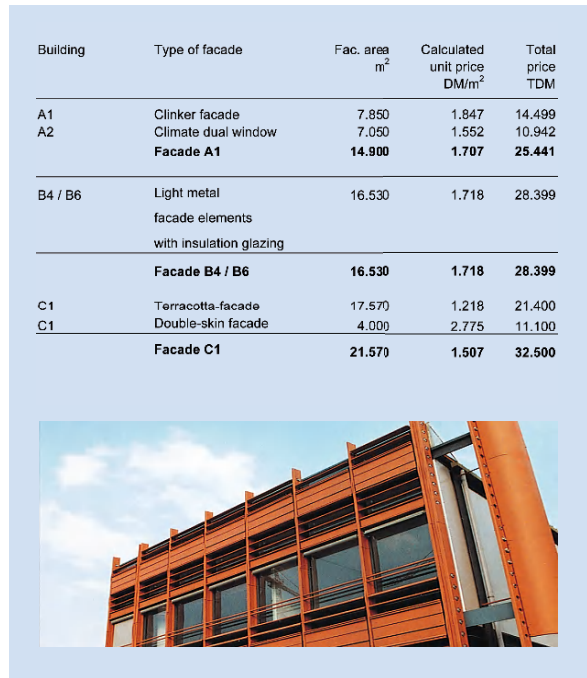 Building Type of facade Fac. area Calculated Total
m² unit price price
DM/m² TDM
A1 Clinker facade 7.850 1.847 14.499
A2 Climate dual window 7.050 1.552 10.942
Facade A1 14.900 1.707 25.441
B4 / B6 Light metal 16.530 1.718 28.399
facade elements
with insulation glazing
Facade B4 / B6 16.530 1.718 28.399
C1 Terracotta-facade 17.570 1.218 21.400
C1 Double-skin facade 4.000 2.775 11.100
Facade C1 21.570 1.507 32.500